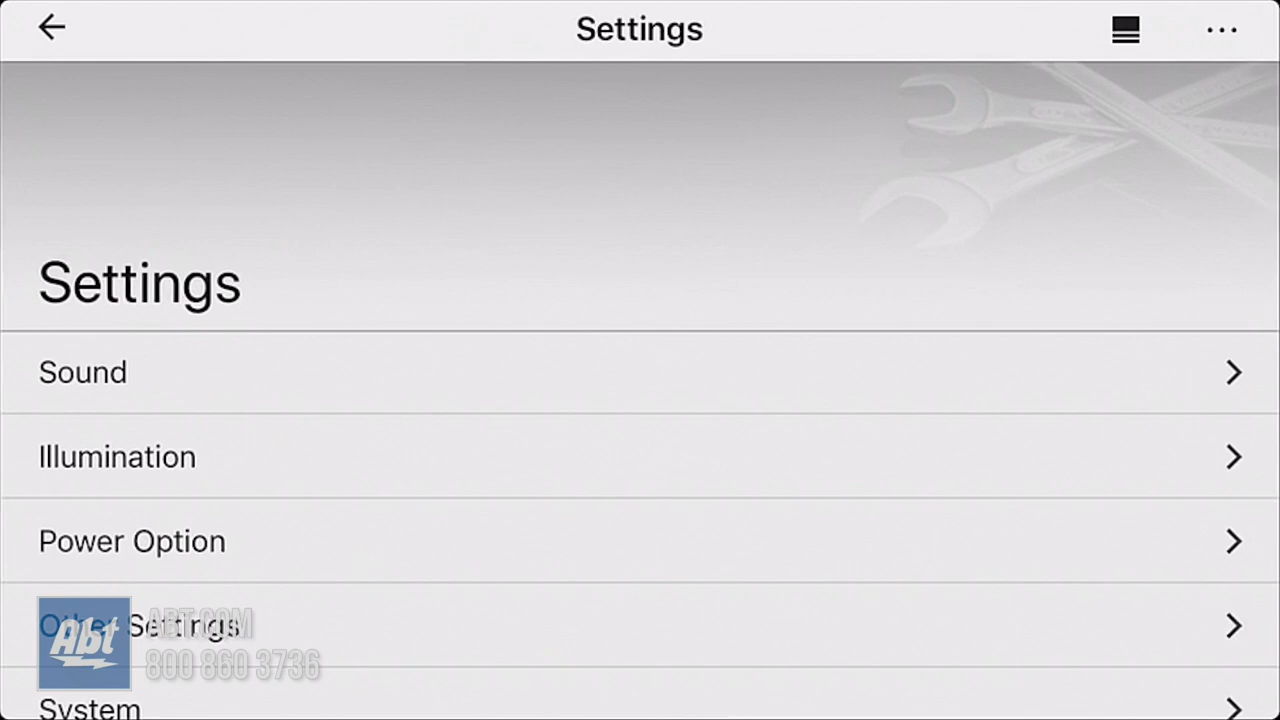 Settings
Settings
Sound
Illumination
Power Option
Other Settings
Abt
ABT.COM
800 860 3736
System